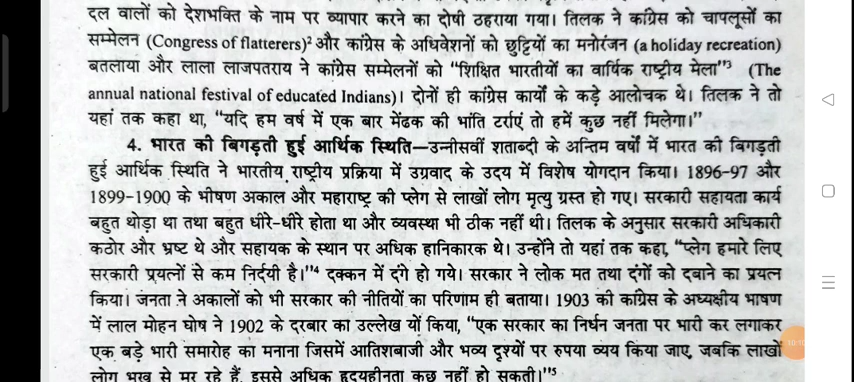 दल वालों को देशभक्ति के नाम पर व्यापार करने का दोषी ठहराया गया। तिलक ने कांग्रेस को चापलूसों का
सम्मेलन (Congress of flatterers)² और कांग्रेस के अधिवेशनों को छुट्टियों का मनोरंजन (a holiday recreation)
बतलाया और लाला लाजपतराय ने कांग्रेस सम्मेलनों को “शिक्षित भारतीयों का वार्षिक राष्ट्रीय मेला”³ (The
annual national festival of educated Indians)। दोनों ही कांग्रेस कार्यों के कड़े आलोचक थे। तिलक ने तो
यहां तक कहा था, “यदि हम वर्ष में एक बार मेंढक की भांति टर्राएं तो हमें कुछ नहीं मिलेगा।”
4. भारत की बिगड़ती हुई आर्थिक स्थिति—उन्नीसवीं शताब्दी के अन्तिम वर्षों में भारत की बिगड़ती
हुई आर्थिक स्थिति ने भारतीय राष्ट्रीय प्रक्रिया में उग्रवाद के उदय में विशेष योगदान किया। 1896-97 और
1899-1900 के भीषण अकाल और महाराष्ट्र की प्लेग से लाखों लोग मृत्यु ग्रस्त हो गए। सरकारी सहायता कार्य
बहुत थोड़ा था तथा बहुत धीरे-धीरे होता था और व्यवस्था भी ठीक नहीं थी। तिलक के अनुसार सरकारी अधिकारी
कठोर और भ्रष्ट थे और सहायक के स्थान पर अधिक हानिकारक थे। उन्होंने तो यहां तक कहा, “प्लेग हमारे लिए
सरकारी प्रयत्नों से कम निर्दयी है।”⁴ दक्कन में दंगे हो गये। सरकार ने लोक मत तथा दंगों को दबाने का प्रयत्न
किया। जनता ने अकालों को भी सरकार की नीतियों का परिणाम ही बताया। 1903 की कांग्रेस के अध्यक्षीय भाषण
में लाल मोहन घोष ने 1902 के दरबार का उल्लेख यों किया, “एक सरकार का निर्धन जनता पर भारी कर लगाकर
एक बड़े भारी समारोह का मनाना जिसमें आतिशबाजी और भव्य दृश्यों पर रुपया व्यय किया जाए, जबकि लाखों
लोग भूख से मर रहे हैं, इससे अधिक हृदयहीनता कुछ नहीं हो सकती।”⁵